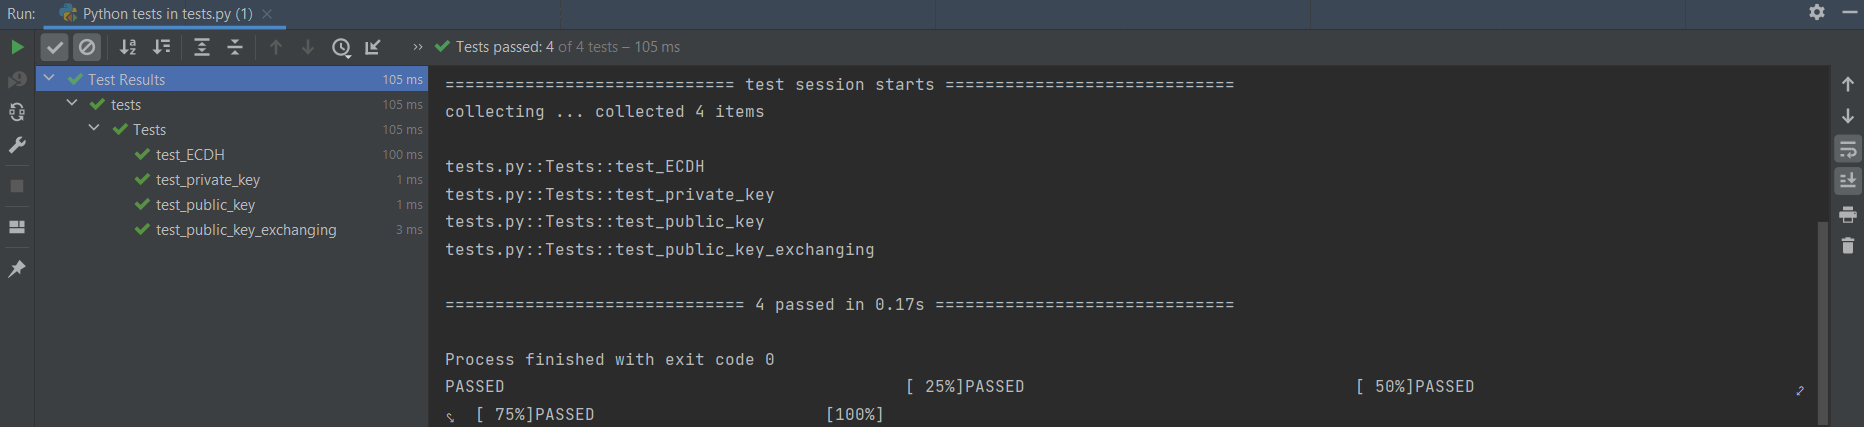 Run: Python tests in tests.py (1) ×
» Tests passed: 4 of 4 tests – 105 ms
Test Results 105 ms
tests 105 ms
Tests 105 ms
test_ECDH 100 ms
test_private_key 1 ms
test_public_key 1 ms
test_public_key_exchanging 3 ms
============================= test session starts =============================
collecting ... collected 4 items
tests.py::Tests::test_ECDH
tests.py::Tests::test_private_key
tests.py::Tests::test_public_key
tests.py::Tests::test_public_key_exchanging
============================== 4 passed in 0.17s ==============================
Process finished with exit code 0
PASSED [ 25%]PASSED [ 50%]PASSED
[ 75%]PASSED [100%]